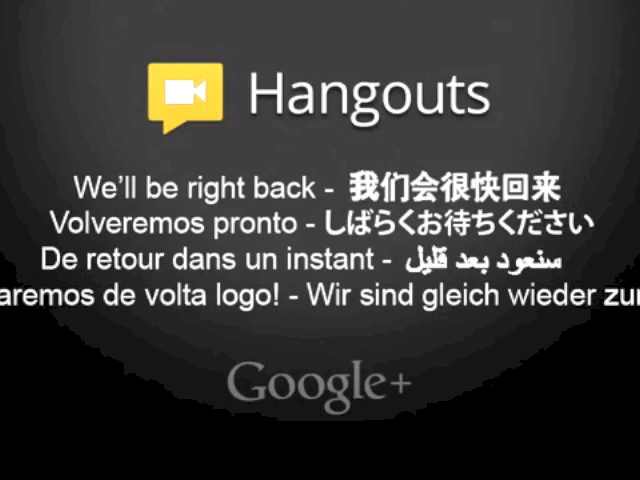 Hangouts
We'll be right back - 我们会很快回来
Volveremos pronto - しばらくお待ちください
De retour dans un instant - سنعود بعد قليل
aremos de volta logo! - Wir sind gleich wieder zur
Google+